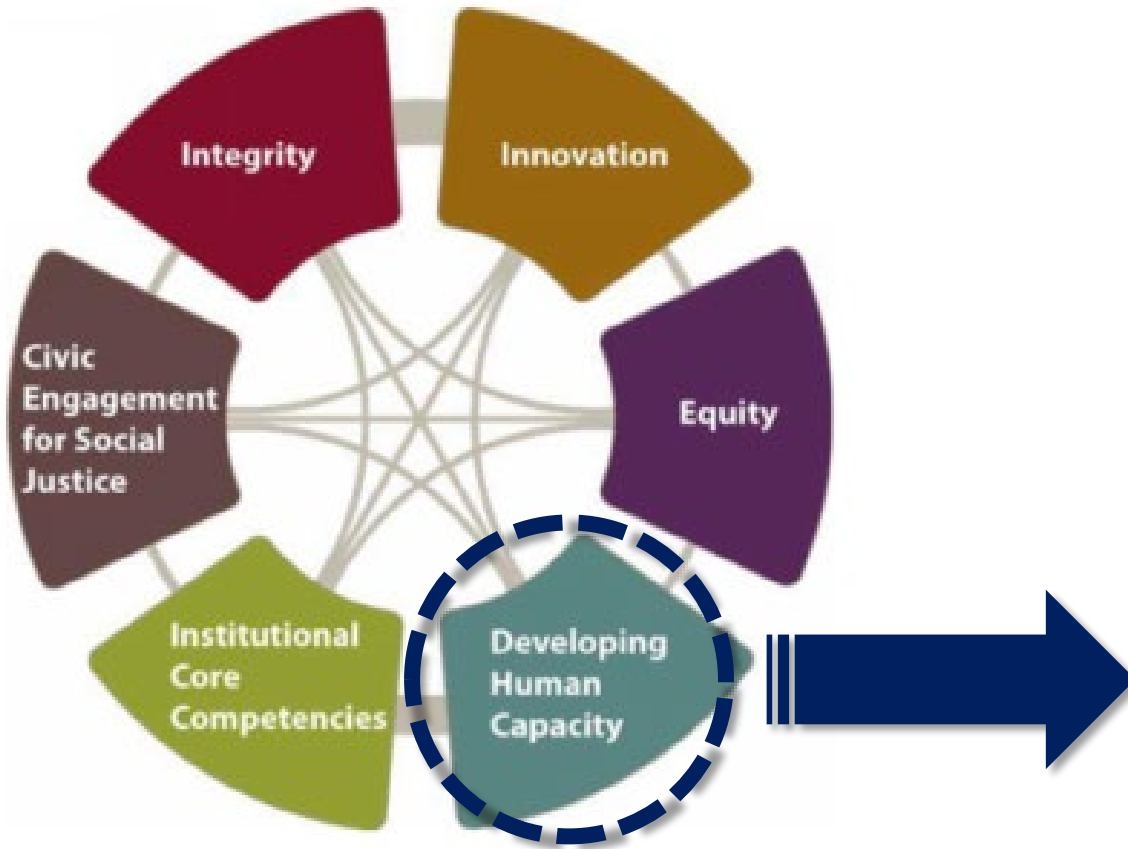 Integrity
Innovation
Civic
Engagement
for Social
Justice
Equity
Institutional
Core
Competencies
Developing
Human
Capacity